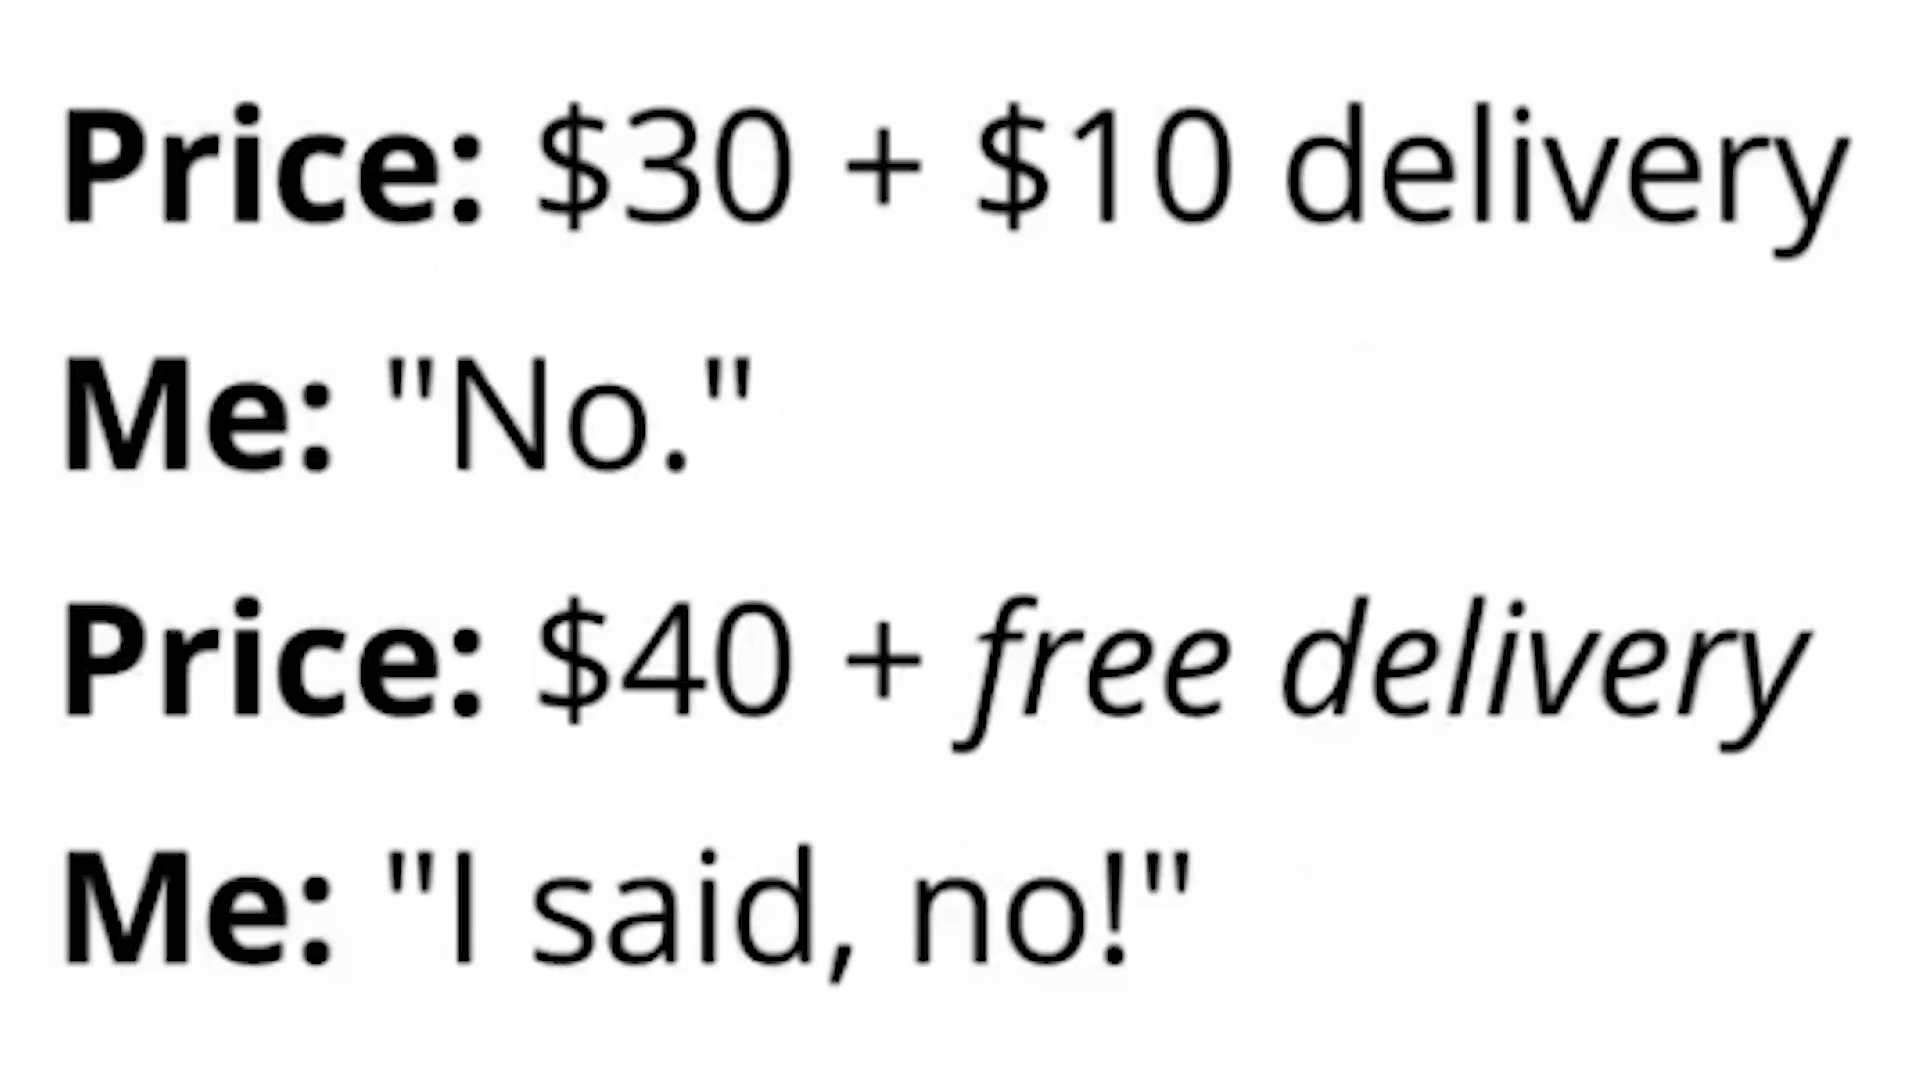 Price: $30 + $10 delivery
Me: "No."
Price: $40 + free delivery
Me: "I said, no!"